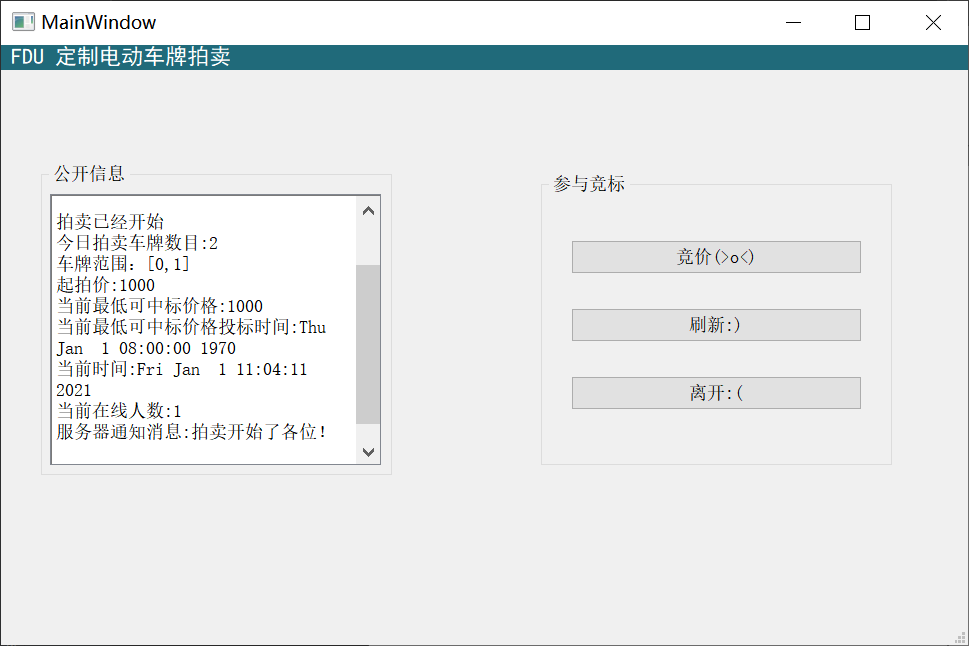 MainWindow
FDU 定制电动车牌拍卖
公开信息
拍卖已经开始
今日拍卖车牌数目:2
车牌范围: [0,1]
起拍价:1000
当前最低可中标价格:1000
当前最低可中标价格投标时间:Thu
Jan  1 08:00:00 1970
当前时间:Fri Jan  1 11:04:11
2021
当前在线人数:1
服务器通知消息:拍卖开始了各位!
参与竞标
竞价(>o<)
刷新:)
离开:(